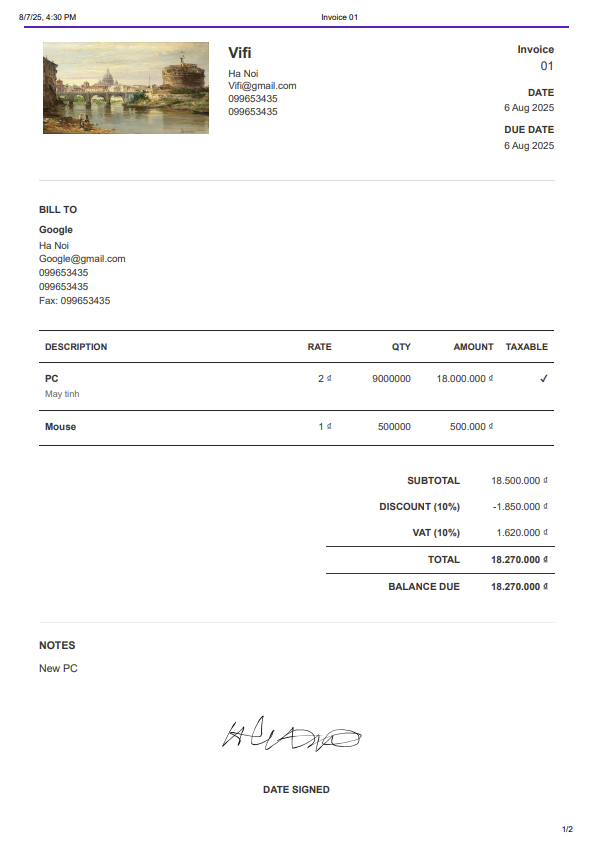 8/7/25, 4:30 PM Invoice 01
Vifi
Ha Noi
Vifi@gmail.com
099653435
099653435
Invoice
01
DATE
6 Aug 2025
DUE DATE
6 Aug 2025
BILL TO
Google
Ha Noi
Google@gmail.com
099653435
099653435
Fax: 099653435
DESCRIPTION RATE QTY AMOUNT TAXABLE
PC 2 ₫ 9000000 18.000.000 ₫ ✓
May tinh
Mouse 1 ₫ 500000 500.000 ₫
SUBTOTAL 18.500.000 ₫
DISCOUNT (10%) -1.850.000 ₫
VAT (10%) 1.620.000 ₫
TOTAL 18.270.000 ₫
BALANCE DUE 18.270.000 ₫
NOTES
New PC
DATE SIGNED
1/2